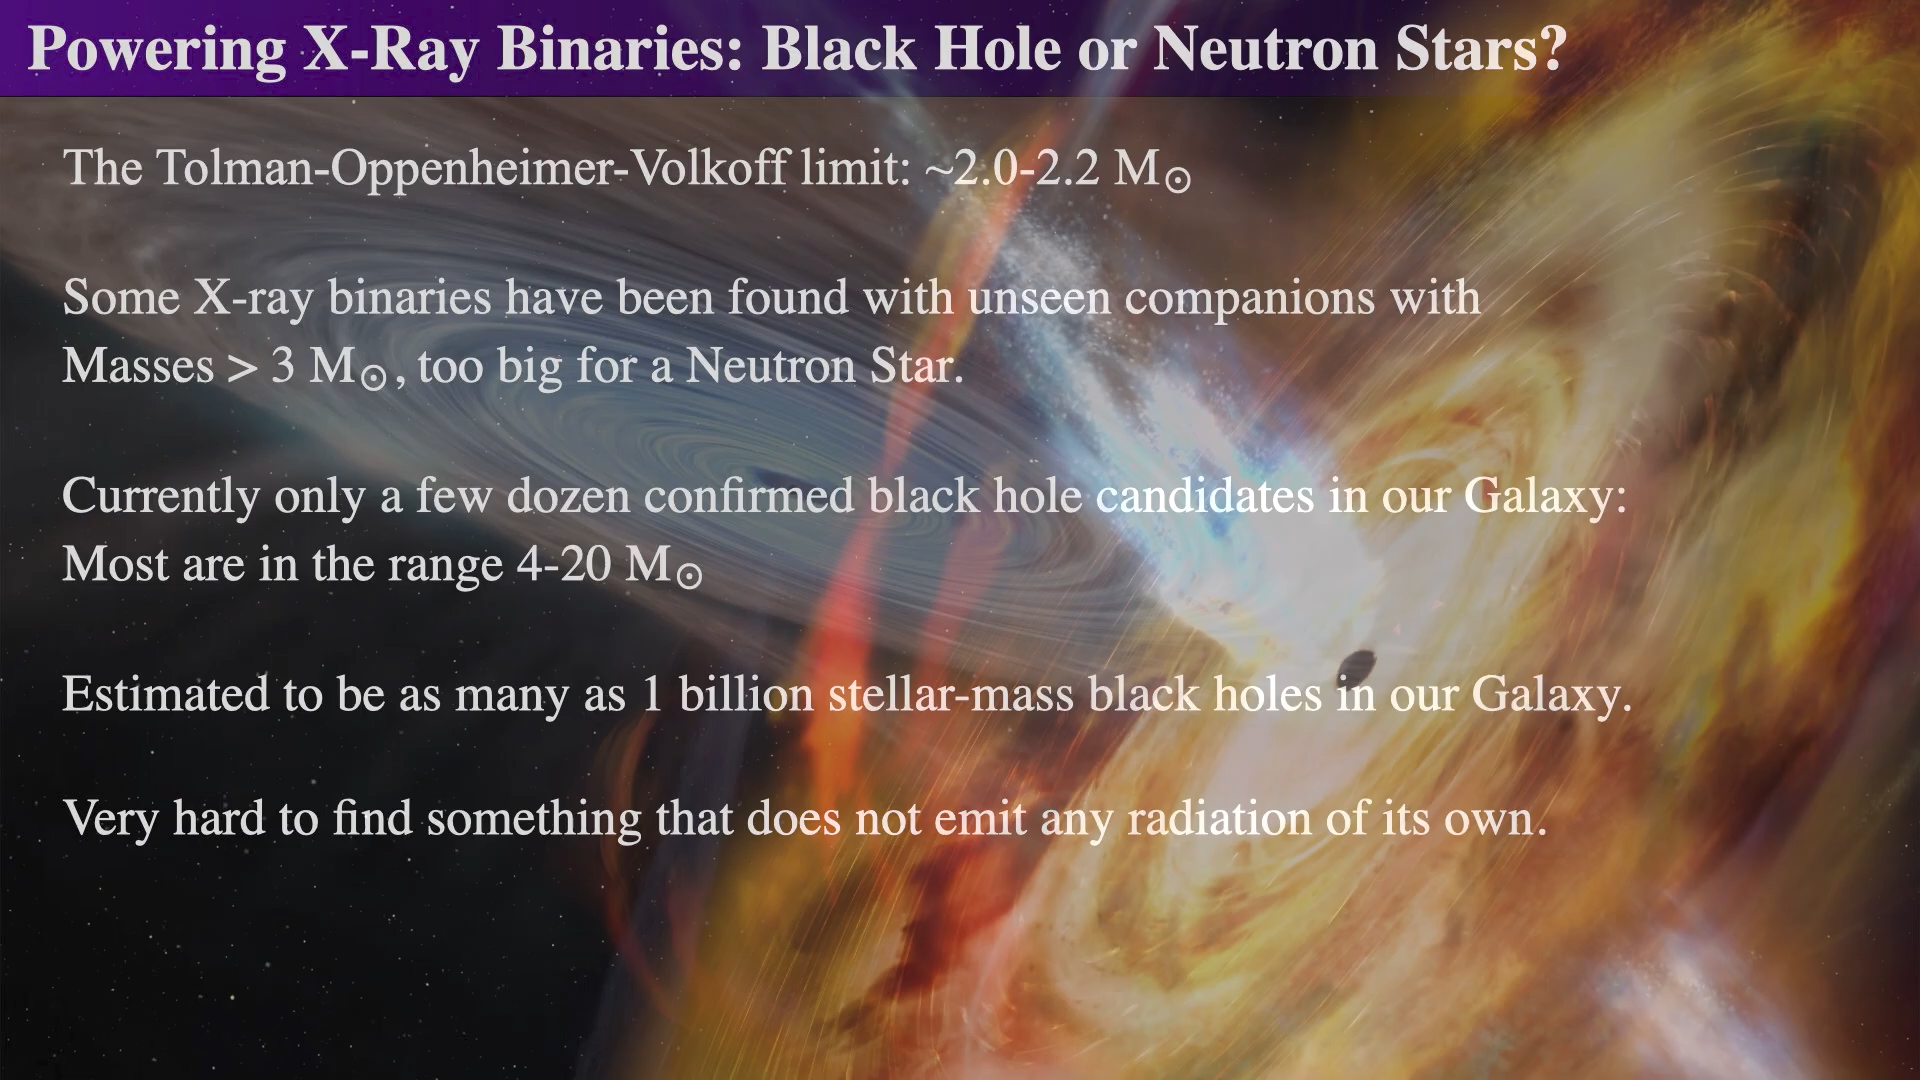 Powering X-Ray Binaries: Black Hole or Neutron Stars?
The Tolman-Oppenheimer-Volkoff limit: ~2.0-2.2 M☉
Some X-ray binaries have been found with unseen companions with
Masses > 3 M☉, too big for a Neutron Star.
Currently only a few dozen confirmed black hole candidates in our Galaxy:
Most are in the range 4-20 M☉
Estimated to be as many as 1 billion stellar-mass black holes in our Galaxy.
Very hard to find something that does not emit any radiation of its own.